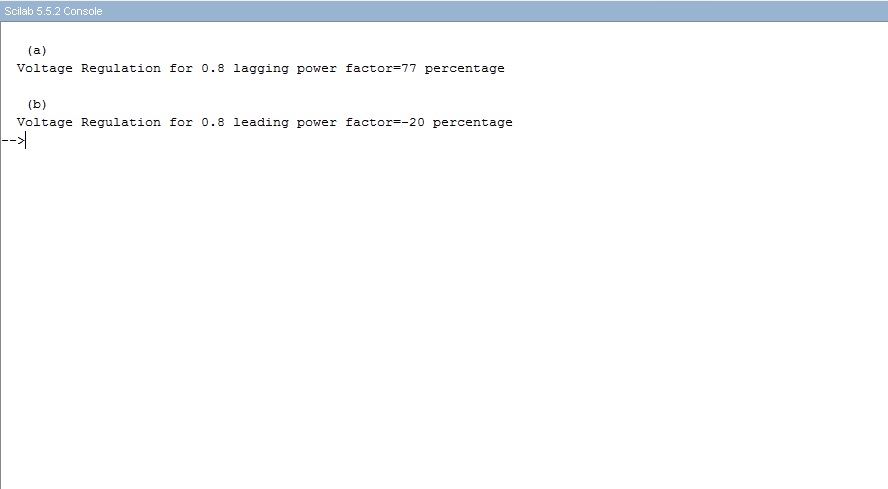 Scilab 5.5.2 Console
(a)
Voltage Regulation for 0.8 lagging power factor=77 percentage
(b)
Voltage Regulation for 0.8 leading power factor=-20 percentage
-->